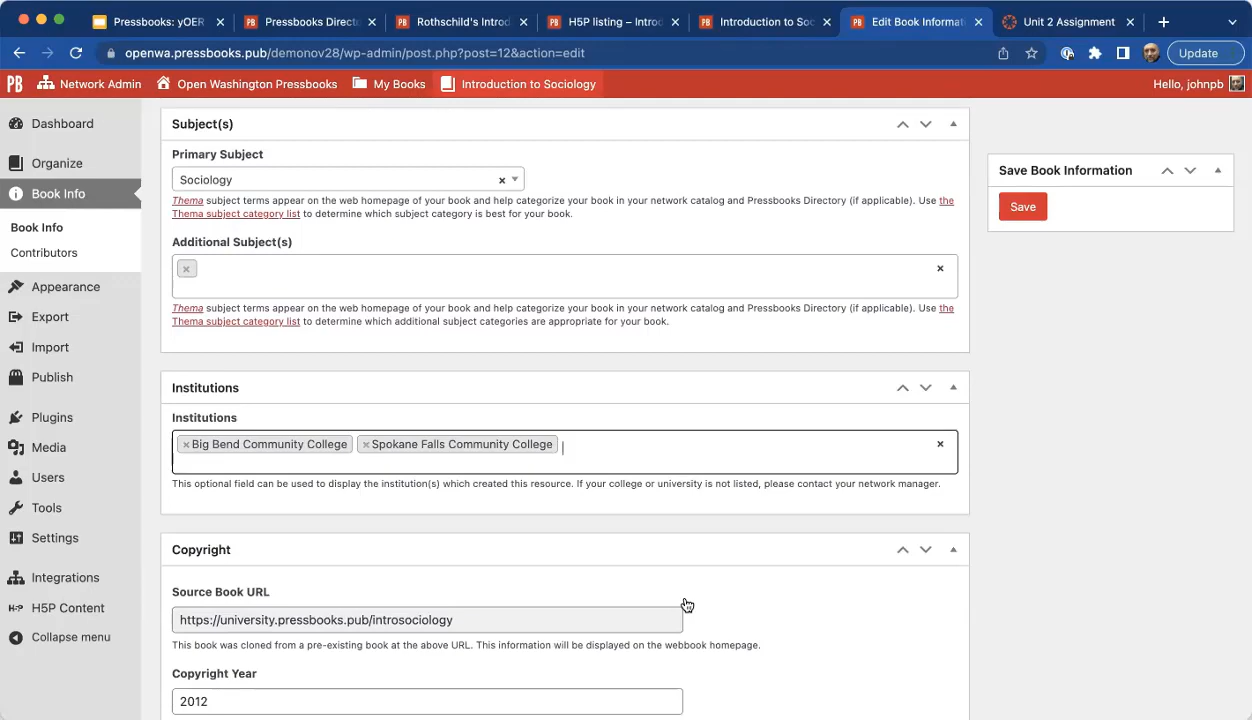 Pressbooks: yOER
Pressbooks Direct
Rothschild's Introd
H5P listing – Introd
Introduction to Soc
Edit Book Informat
Unit 2 Assignment
openwa.pressbooks.pub/demonov28/wp-admin/post.php?post=12&action=edit
Update
Network Admin
Open Washington Pressbooks
My Books
Introduction to Sociology
Hello, johnpb
Dashboard
Organize
Book Info
Book Info
Contributors
Appearance
Export
Import
Publish
Plugins
Media
Users
Tools
Settings
Integrations
H5P Content
Collapse menu
Subject(s)
Primary Subject
Sociology
Thema subject terms appear on the web homepage of your book and help categorize your book in your network catalog and Pressbooks Directory (if applicable). Use the
Thema subject category list to determine which subject category is best for your book.
Additional Subject(s)
Thema subject terms appear on the web homepage of your book and help categorize your book in your network catalog and Pressbooks Directory (if applicable). Use the
Thema subject category list to determine which additional subject categories are appropriate for your book.
Institutions
Institutions
Big Bend Community College
Spokane Falls Community College
This optional field can be used to display the institution(s) which created this resource. If your college or university is not listed, please contact your network manager.
Copyright
Source Book URL
https://university.pressbooks.pub/introsociology
This book was cloned from a pre-existing book at the above URL. This information will be displayed on the webbook homepage.
Copyright Year
2012
Save Book Information
Save